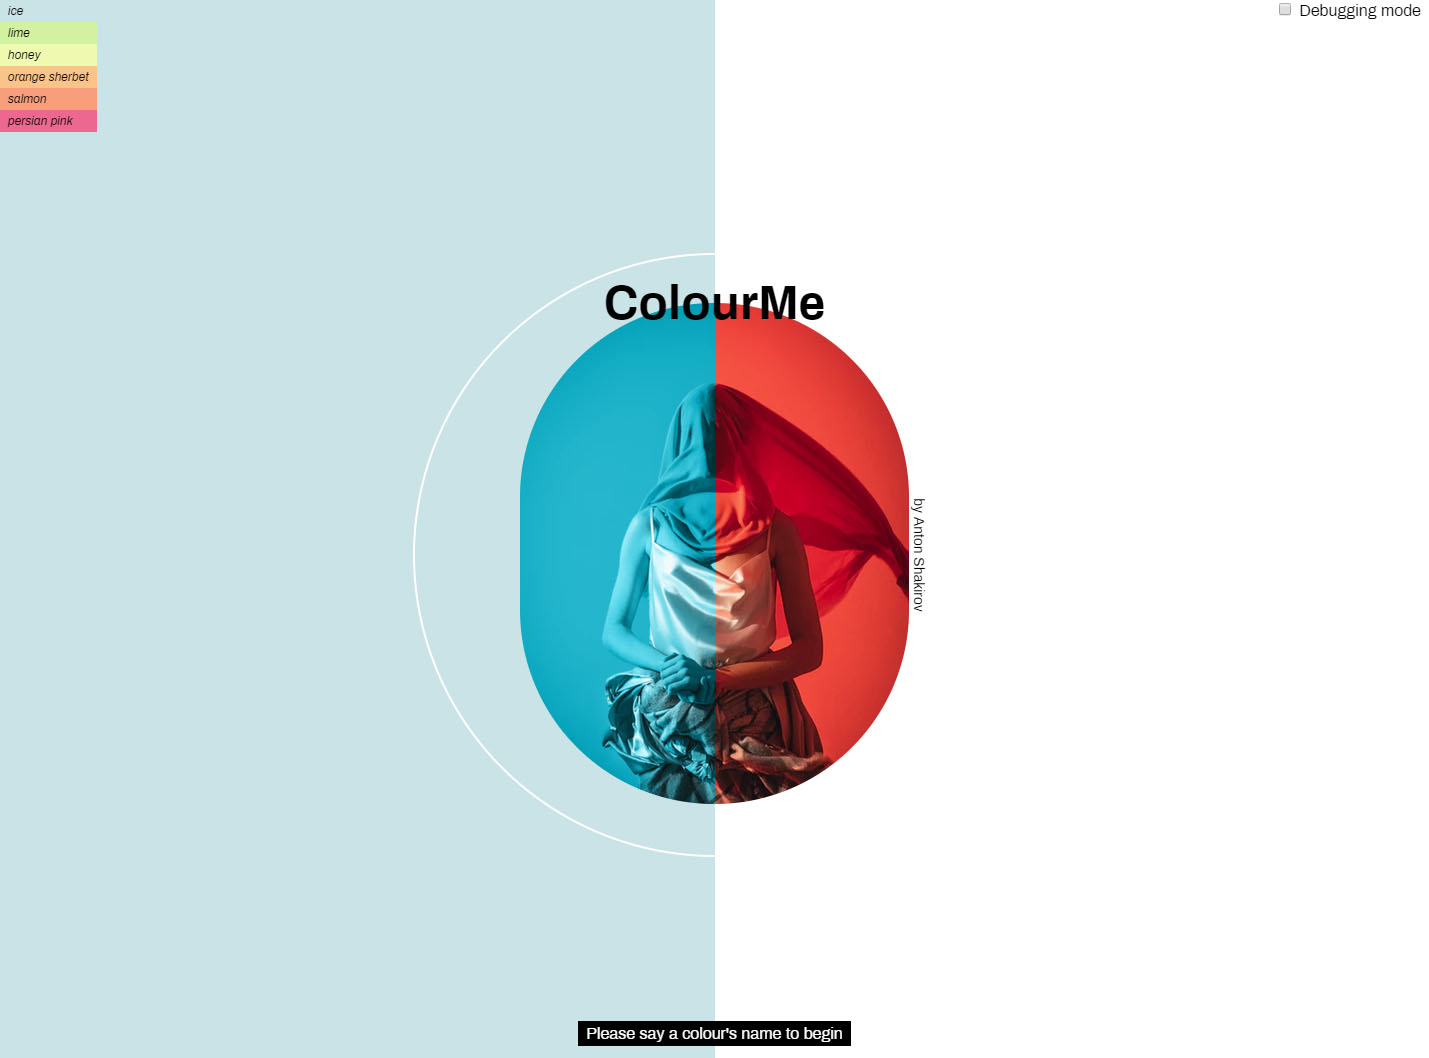 ice
lime
honey
orange sherbet
salmon
persian pink
Debugging mode
ColourMe
by Anton Shakirov
Please say a colour's name to begin